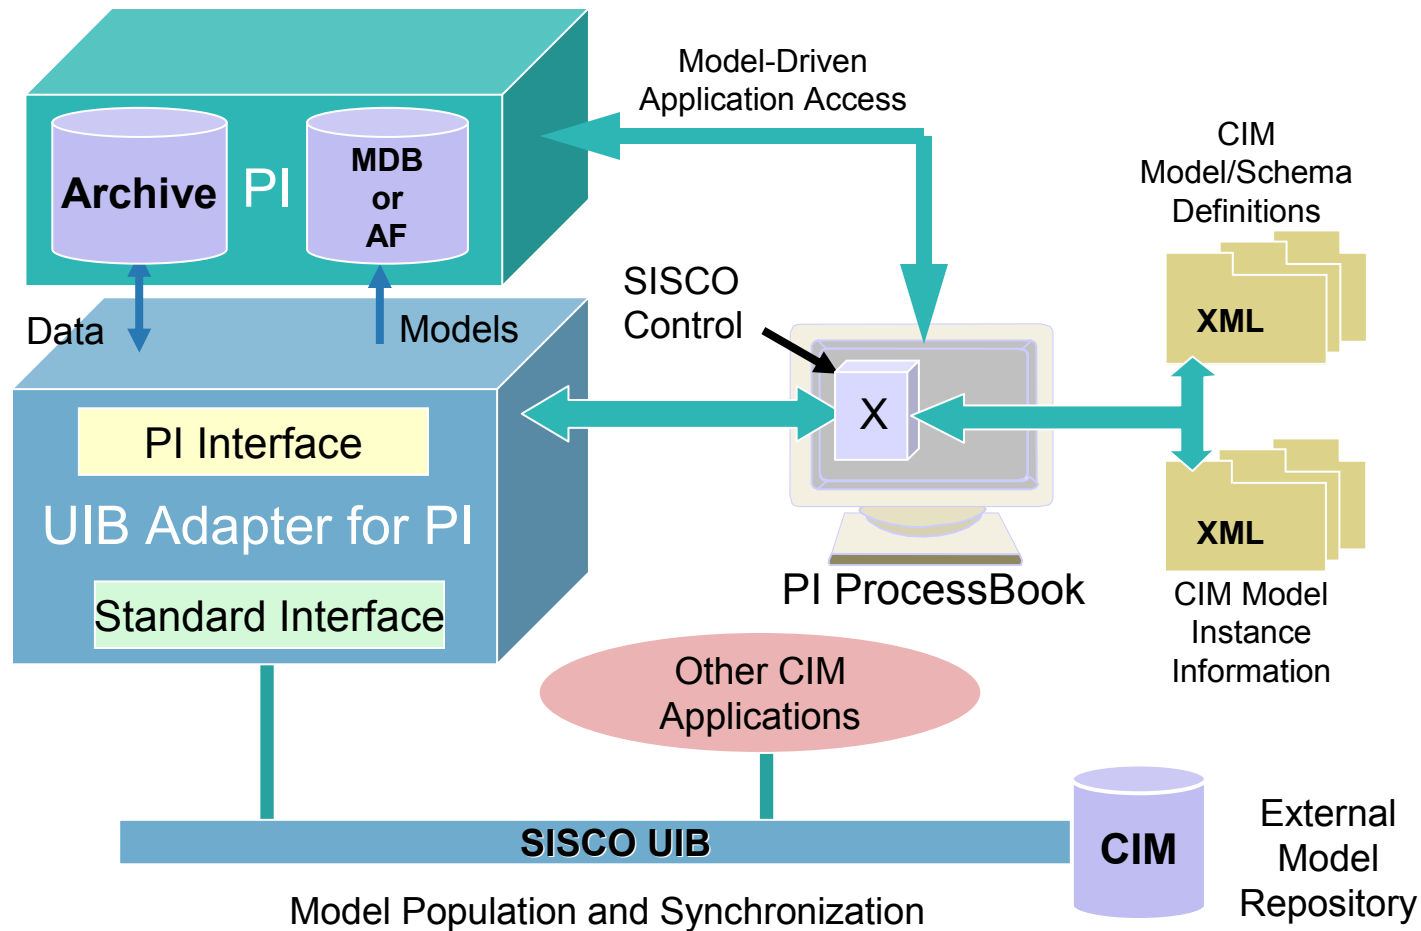 Model-Driven
Application Access
Archive
PI
MDB
or
AF
CIM
Model/Schema
Definitions
XML
SISCO
Control
Data
Models
X
PI Interface
UIB Adapter for PI
Standard Interface
PI ProcessBook
XML
CIM Model
Instance
Information
Other CIM
Applications
SISCO UIB
CIM
External
Model
Repository
Model Population and Synchronization